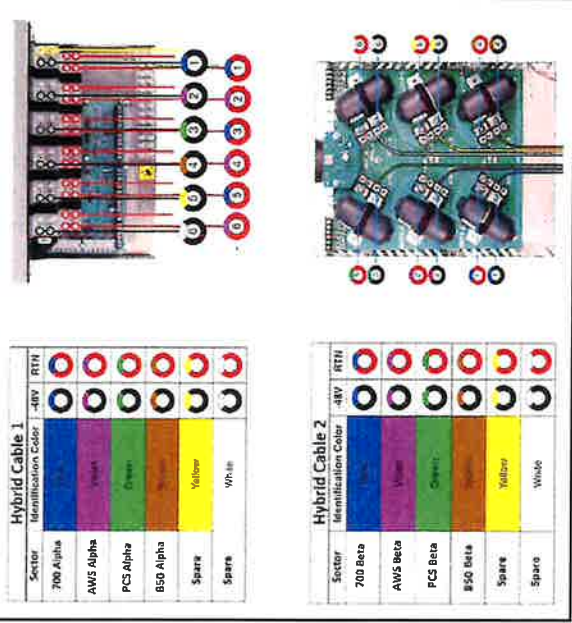 Hybrid Cable 1
Sector Identification Color -48V RTN
700 Alpha
AWS Alpha Violet
PCS Alpha Green
850 Alpha
Spare Yellow
Spare White
1 2 3 4 5 6
1 2 3 4 5 6
Hybrid Cable 2
Sector Identification Color -48V RTN
700 Beta
AWS Beta Violet
PCS Beta Green
850 Beta
Spare Yellow
Spare White